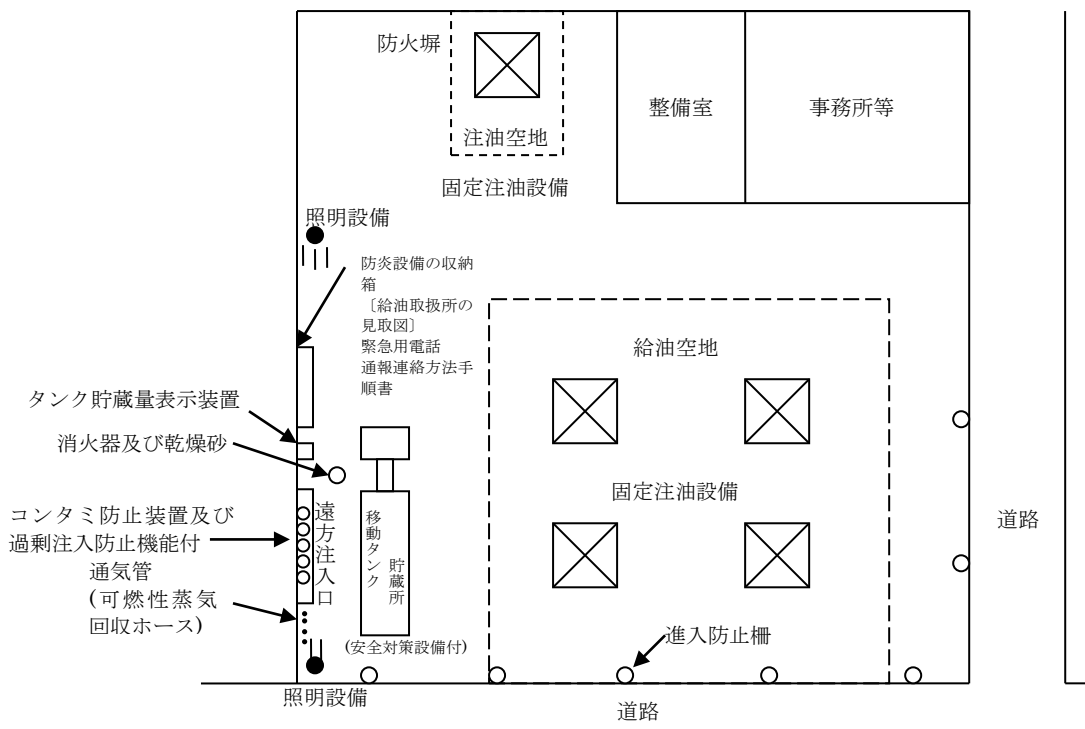 防火塀
整備室
事務所等
注油空地
固定注油設備
照明設備
防炎設備の収納
箱
〔給油取扱所の
見取図〕
緊急用電話
通報連絡方法手
順書
給油空地
タンク貯蔵量表示装置
消火器及び乾燥砂
固定注油設備
コンタミ防止装置及び
過剰注入防止機能付
通気管
(可燃性蒸気
回収ホース)
遠方注入口
移動タンク
貯蔵所
(安全対策設備付)
進入防止柵
照明設備
道路
道路